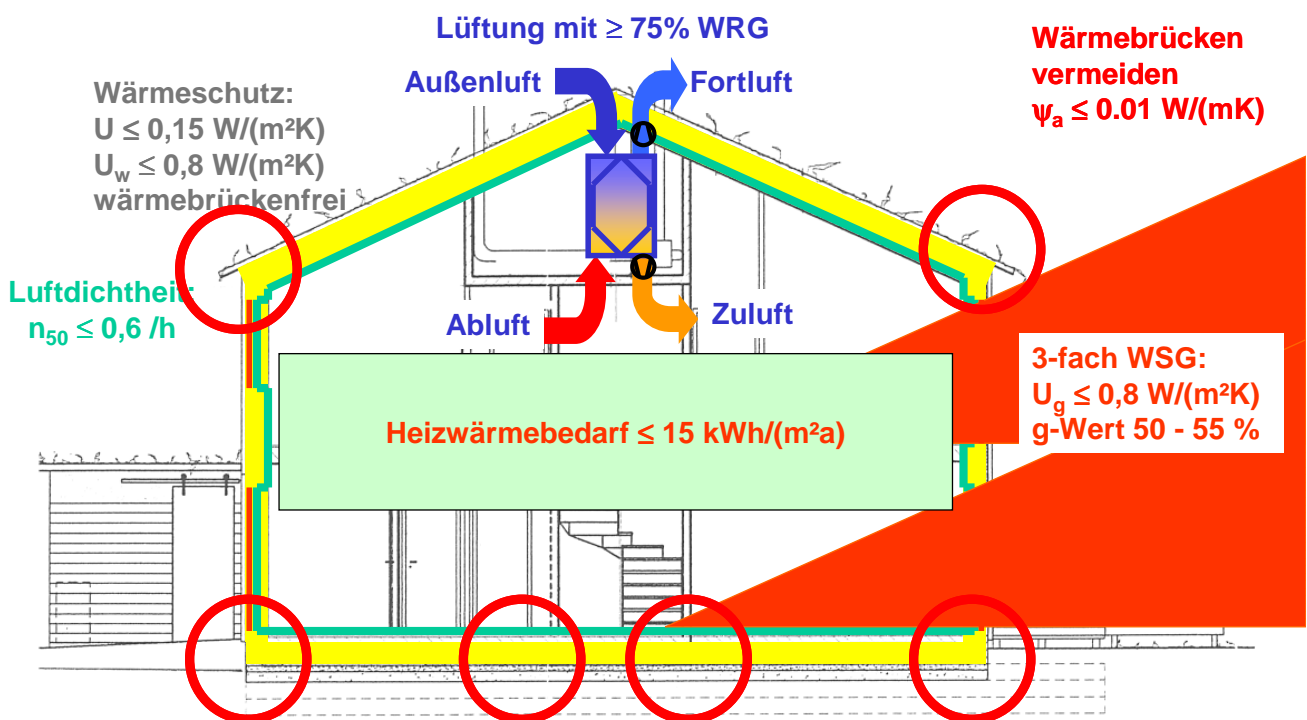 Lüftung mit ≥ 75% WRG
Außenluft
Fortluft
Wärmebrücken
vermeiden
ψa ≤ 0.01 W/(mK)
Wärmeschutz:
U ≤ 0,15 W/(m²K)
Uw ≤ 0,8 W/(m²K)
wärmebrückenfrei
Luftdichtheit:
n50 ≤ 0,6 /h
Abluft
Zuluft
3-fach WSG:
Ug ≤ 0,8 W/(m²K)
g-Wert 50 - 55 %
Heizwärmebedarf ≤ 15 kWh/(m²a)